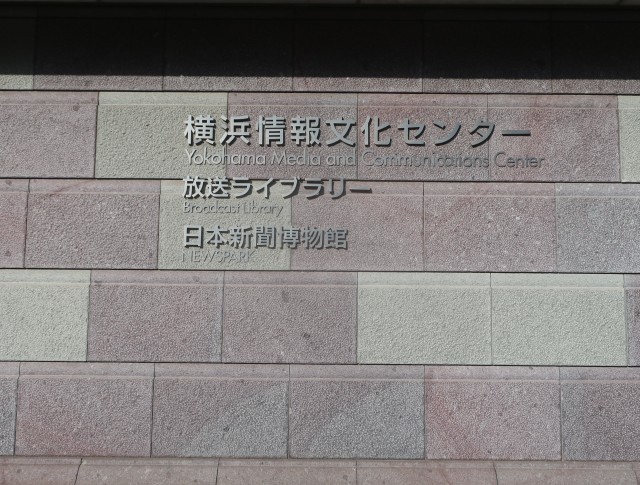 横浜情報文化センター
Yokohama Media and Communications Center
放送ライブラリー
Broadcast Library
日本新聞博物館
NEWSPARK